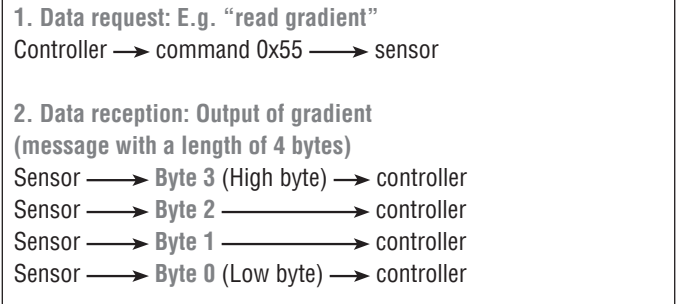 1. Data request: E.g. “read gradient”
Controller ⟶ command 0x55 ⟶ sensor
2. Data reception: Output of gradient
(message with a length of 4 bytes)
Sensor ⟶ Byte 3 (High byte) ⟶ controller
Sensor ⟶ Byte 2 ⟶ controller
Sensor ⟶ Byte 1 ⟶ controller
Sensor ⟶ Byte 0 (Low byte) ⟶ controller